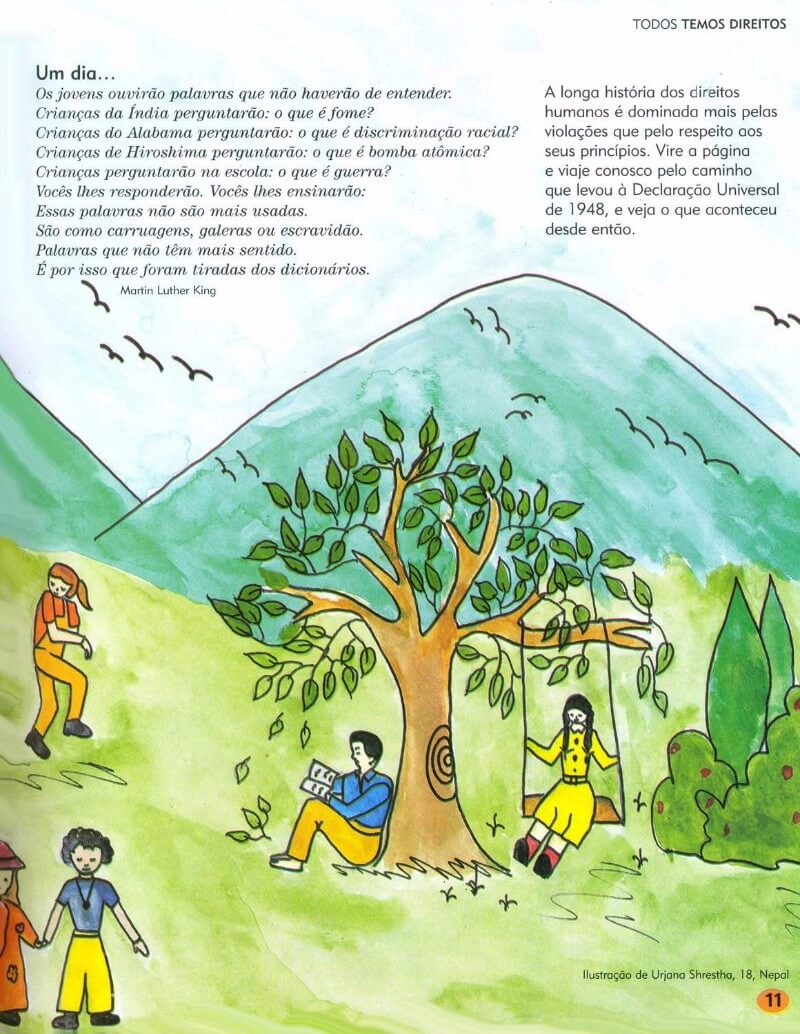 TODOS TEMOS DIREITOS
Um dia...
Os jovens ouvirão palavras que não haverão de entender.
Crianças da Índia perguntarão: o que é fome?
Crianças do Alabama perguntarão: o que é discriminação racial?
Crianças de Hiroshima perguntarão: o que é bomba atômica?
Crianças perguntarão na escola: o que é guerra?
Vocês lhes responderão. Vocês lhes ensinarão:
Essas palavras não são mais usadas.
São como carruagens, galeras ou escravidão.
Palavras que não têm mais sentido.
É por isso que foram tiradas dos dicionários.
Martin Luther King
A longa história dos direitos
humanos é dominada mais pelas
violações que pelo respeito aos
seus princípios. Vire a página
e viaje conosco pelo caminho
que levou à Declaração Universal
de 1948, e veja o que aconteceu
desde então.
Ilustração de Urjana Shrestha, 18, Nepal
11